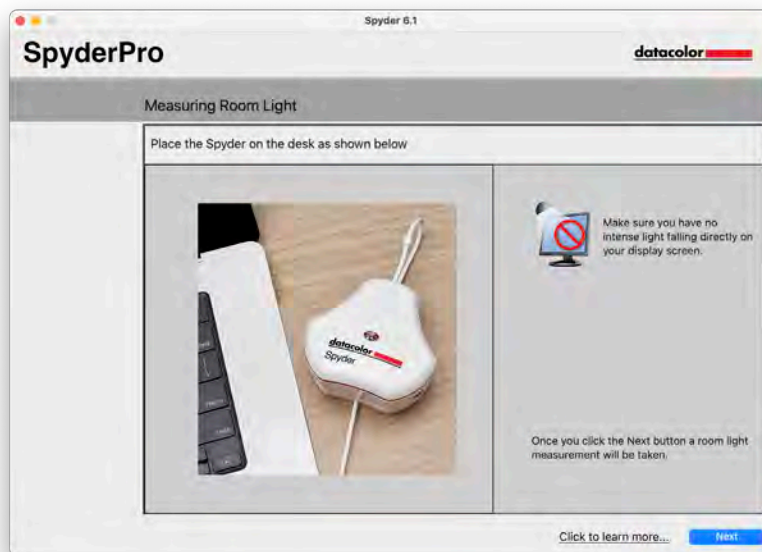 Spyder 6.1
SpyderPro
datacolor
Measuring Room Light
Place the Spyder on the desk as shown below
datacolor
Spyder
Make sure you have no
intense light falling directly on
your display screen.
Once you click the Next button a room light
measurement will be taken.
Click to learn more...
Next